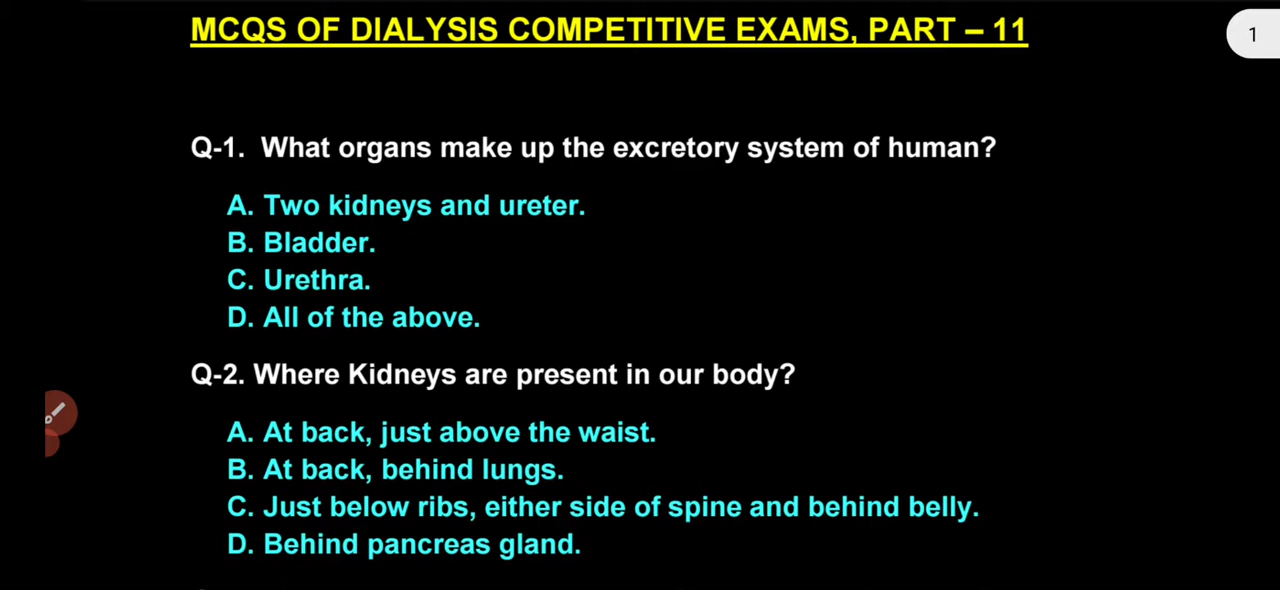 MCQS OF DIALYSIS COMPETITIVE EXAMS, PART – 11
1
Q-1. What organs make up the excretory system of human?
A. Two kidneys and ureter.
B. Bladder.
C. Urethra.
D. All of the above.
Q-2. Where Kidneys are present in our body?
A. At back, just above the waist.
B. At back, behind lungs.
C. Just below ribs, either side of spine and behind belly.
D. Behind pancreas gland.